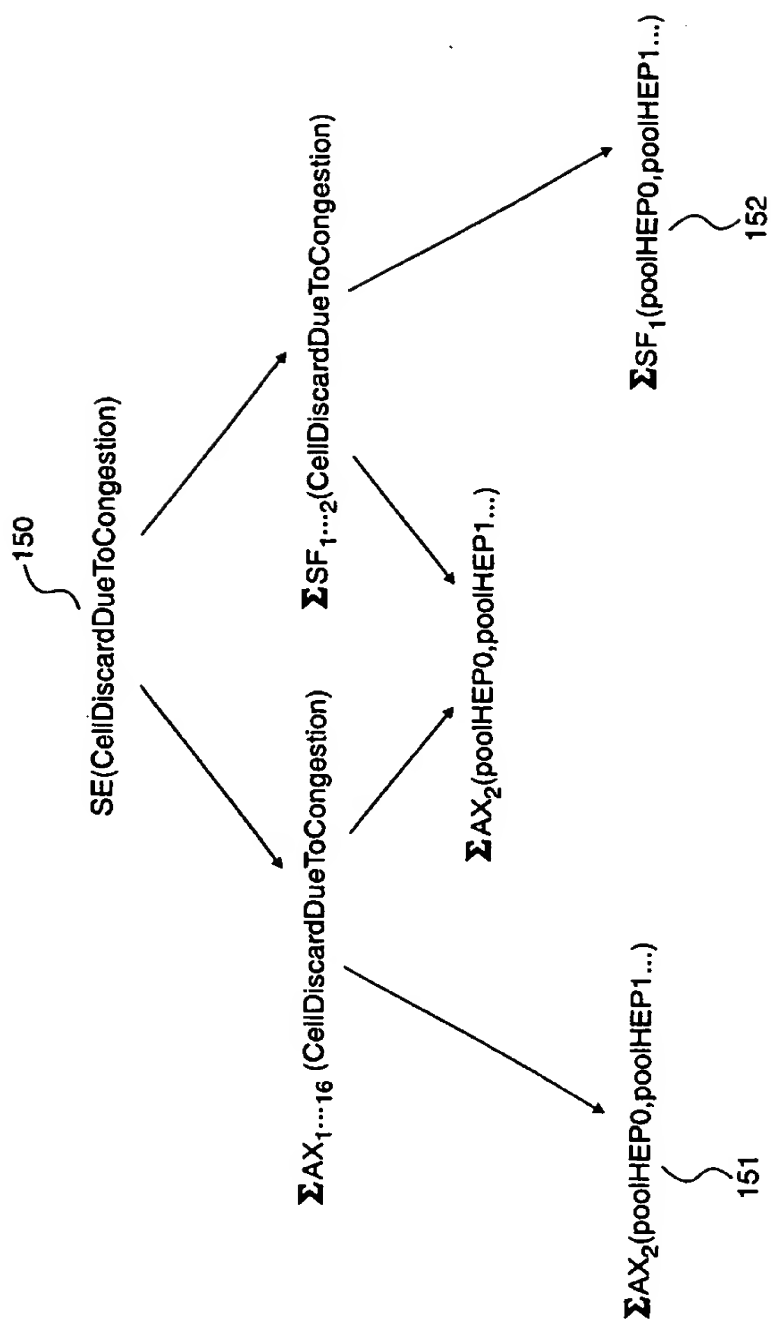 150
SE(CellDiscardDueToCongestion)
ΣAX₁...₁₆ (CellDiscardDueToCongestion)
ΣSF₁...₂(CellDiscardDueToCongestion)
ΣAX₂(poolHEP0,poolHEP1...)
ΣAX₂(poolHEP0,poolHEP1...)
151
ΣSF₁(poolHEP0,poolHEP1...)
152